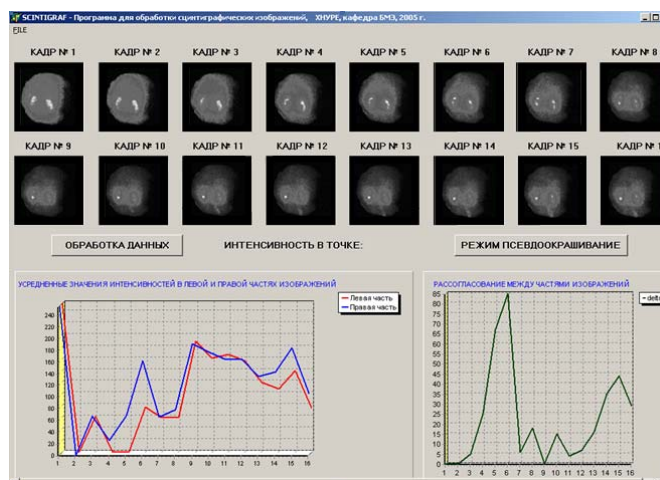 SCINTIGRAF - Программа для обработки сцинтиграфических изображений, ХНУРЕ, кафедра БМЭ, 2005 г.
FILE
КАДР № 1 КАДР № 2 КАДР № 3 КАДР № 4 КАДР № 5 КАДР № 6 КАДР № 7 КАДР № 8
КАДР № 9 КАДР № 10 КАДР № 11 КАДР № 12 КАДР № 13 КАДР № 14 КАДР № 15 КАДР № 1
ОБРАБОТКА ДАННЫХ ИНТЕНСИВНОСТЬ В ТОЧКЕ: РЕЖИМ ПСЕВДООКРАШИВАНИЕ
УСРЕДНЕННЫЕ ЗНАЧЕНИЯ ИНТЕНСИВНОСТЕЙ В ЛЕВОЙ И ПРАВОЙ ЧАСТЯХ ИЗОБРАЖЕНИЙ
Левая часть
Правая часть
240
220
200
180
160
140
120
100
80
60
40
20
0
1 2 3 4 5 6 7 8 9 10 11 12 13 14 15 16
РАССОГЛАСОВАНИЕ МЕЖДУ ЧАСТЯМИ ИЗОБРАЖЕНИЙ
delt
85
80
75
70
65
60
55
50
45
40
35
30
25
20
15
10
5
0
1 2 3 4 5 6 7 8 9 10 11 12 13 14 15 16